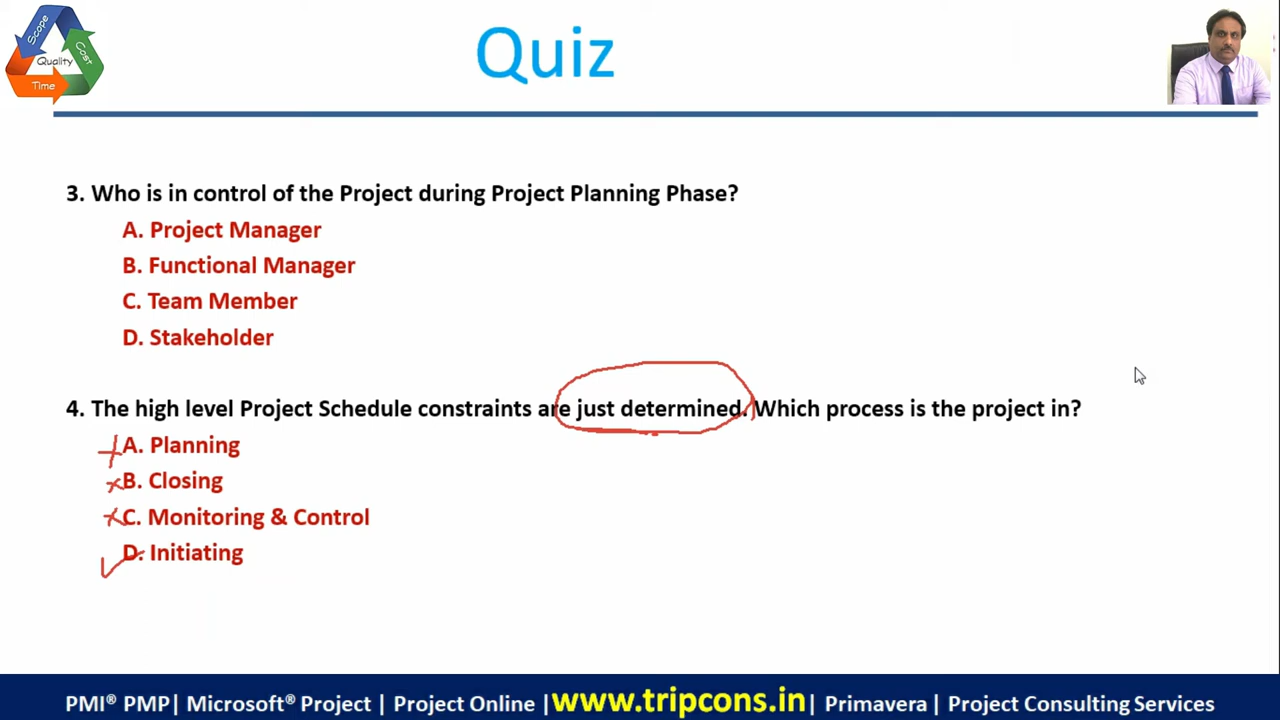 Scope
Cost
Quality
Time
Quiz
3. Who is in control of the Project during Project Planning Phase?
A. Project Manager
B. Functional Manager
C. Team Member
D. Stakeholder
4. The high level Project Schedule constraints are just determined. Which process is the project in?
A. Planning
B. Closing
C. Monitoring & Control
D. Initiating
PMI® PMP| Microsoft® Project | Project Online |www.tripcons.in| Primavera | Project Consulting Services